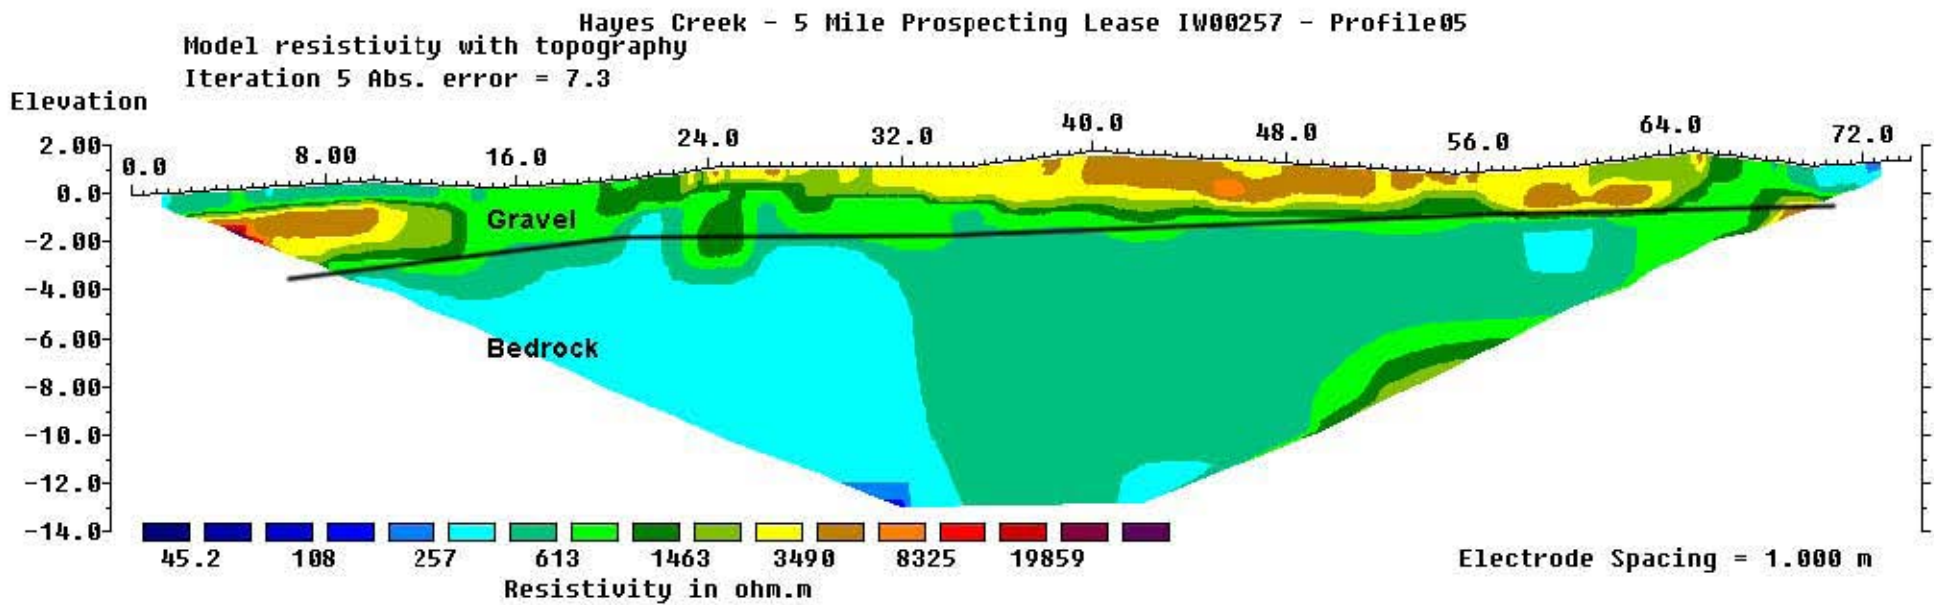 Hayes Creek - 5 Mile Prospecting Lease IW00257 - Profile05
Model resistivity with topography
Iteration 5 Abs. error = 7.3
Elevation
0.0 8.00 16.0 24.0 32.0 40.0 48.0 56.0 64.0 72.0
2.00
0.0
-2.00
-4.00
-6.00
-8.00
-10.0
-12.0
-14.0
Gravel
Bedrock
45.2 108 257 613 1463 3490 8325 19859
Resistivity in ohm.m
Electrode Spacing = 1.000 m